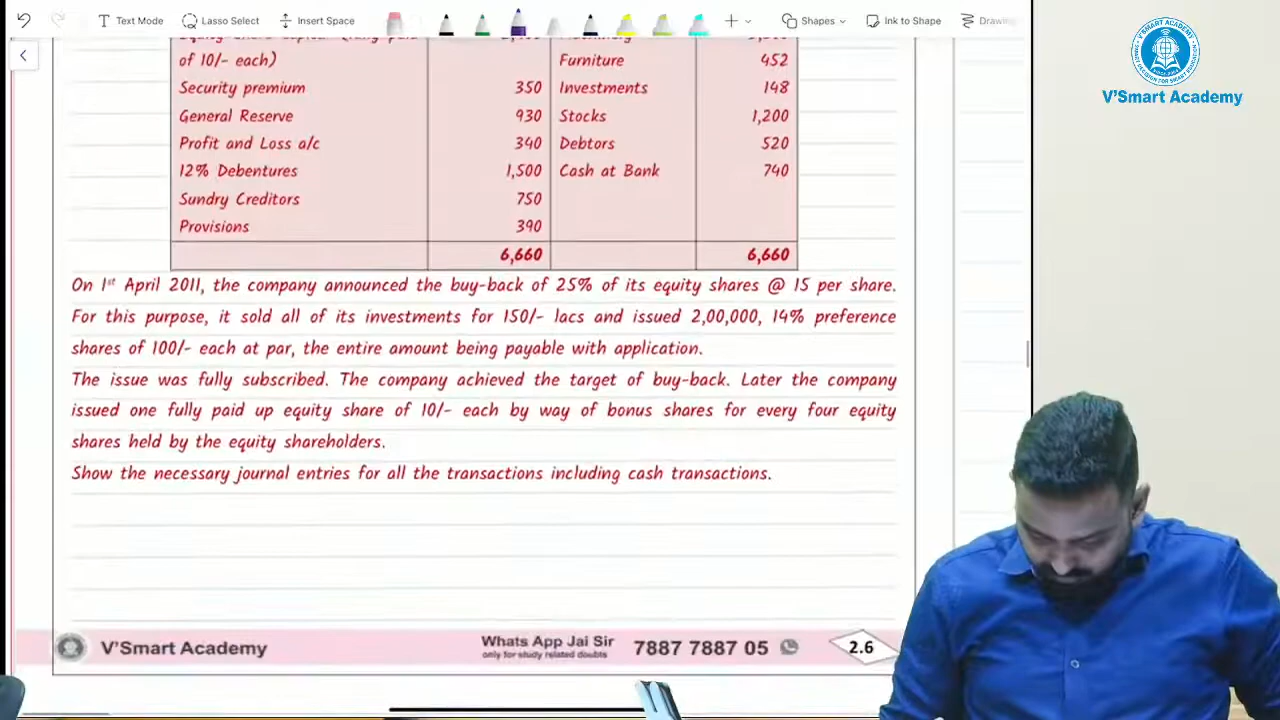 Text Mode Lasso Select Insert Space Shapes Ink to Shape Drawing
V'SMART ACADEMY
V'Smart Academy
of 10/- each) Furniture 452
Security premium 350 Investments 148
General Reserve 930 Stocks 1,200
Profit and Loss a/c 340 Debtors 520
12% Debentures 1,500 Cash at Bank 740
Sundry Creditors 750
Provisions 390
6,660 6,660
On 1st April 2011, the company announced the buy-back of 25% of its equity shares @ 15 per share.
For this purpose, it sold all of its investments for 150/- lacs and issued 2,00,000, 14% preference
shares of 100/- each at par, the entire amount being payable with application.
The issue was fully subscribed. The company achieved the target of buy-back. Later the company
issued one fully paid up equity share of 10/- each by way of bonus shares for every four equity
shares held by the equity shareholders.
Show the necessary journal entries for all the transactions including cash transactions.
V'Smart Academy Whats App Jai Sir 7887 7887 05 2.6
only for study related doubts